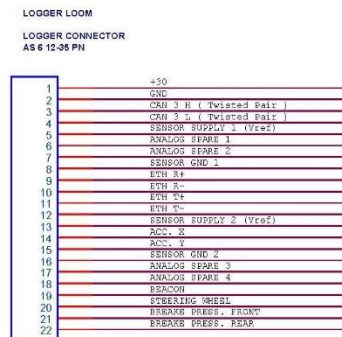 LOGGER LOOM
LOGGER CONNECTOR
AS 6 12-35 PN
1 +30
2 GND
3 CAN 3 H ( Twisted Pair )
4 CAN 3 L ( Twisted Pair )
5 SENSOR SUPPLY 1 (Vref)
6 ANALOG SPARE 1
7 ANALOG SPARE 2
8 SENSOR GND 1
9 ETH R+
10 ETH R-
11 ETH T+
12 ETH T-
13 SENSOR SUPPLY 2 (Vref)
14 ACC. X
15 ACC. Y
16 SENSOR GND 2
17 ANALOG SPARE 3
18 ANALOG SPARE 4
19 BEACON
20 STEERING WHEEL
21 BREAKE PRESS. FRONT
22 BREAKE PRESS. REAR